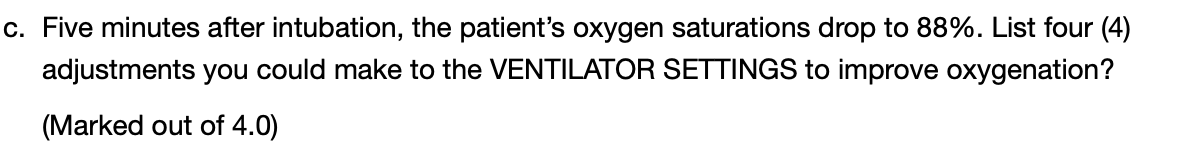 c. Five minutes after intubation, the patient’s oxygen saturations drop to 88%. List four (4)
adjustments you could make to the VENTILATOR SETTINGS to improve oxygenation?
(Marked out of 4.0)